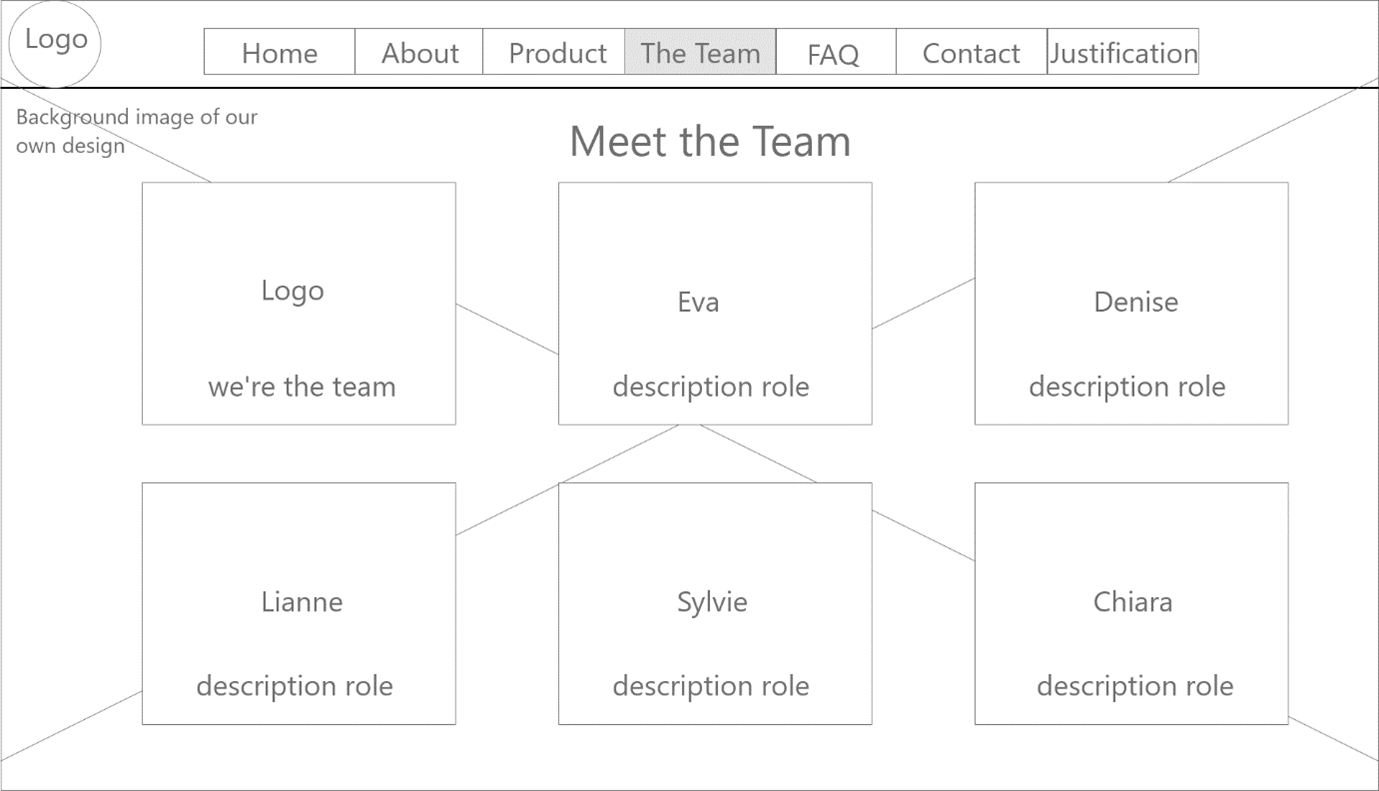 Logo
Home About Product The Team FAQ Contact Justification
Background image of our
own design
Meet the Team
Logo
we're the team
Eva
description role
Denise
description role
Lianne
description role
Sylvie
description role
Chiara
description role